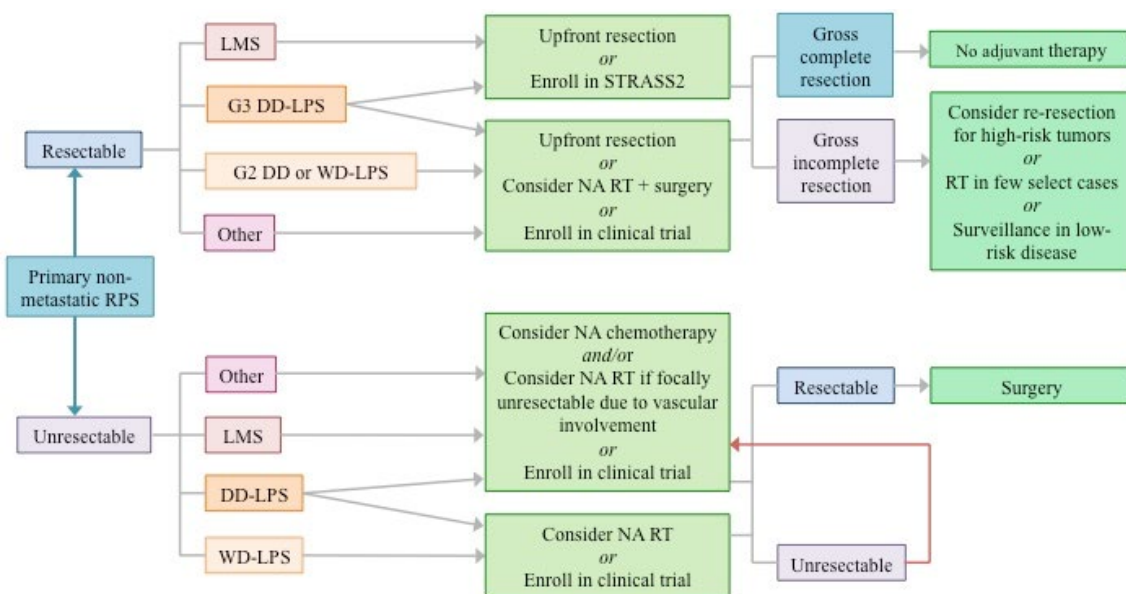 LMS
G3 DD-LPS
Resectable
G2 DD or WD-LPS
Other
Upfront resection
or
Enroll in STRASS2
Upfront resection
or
Consider NA RT + surgery
or
Enroll in clinical trial
Gross
complete
resection
No adjuvant therapy
Gross
incomplete
resection
Consider re-resection
for high-risk tumors
or
RT in few select cases
or
Surveillance in low-
risk disease
Primary non-
metastatic RPS
Unresectable
Other
LMS
DD-LPS
WD-LPS
Consider NA chemotherapy
and/or
Consider NA RT if focally
unresectable due to vascular
involvement
or
Enroll in clinical trial
Consider NA RT
or
Enroll in clinical trial
Resectable
Surgery
Unresectable